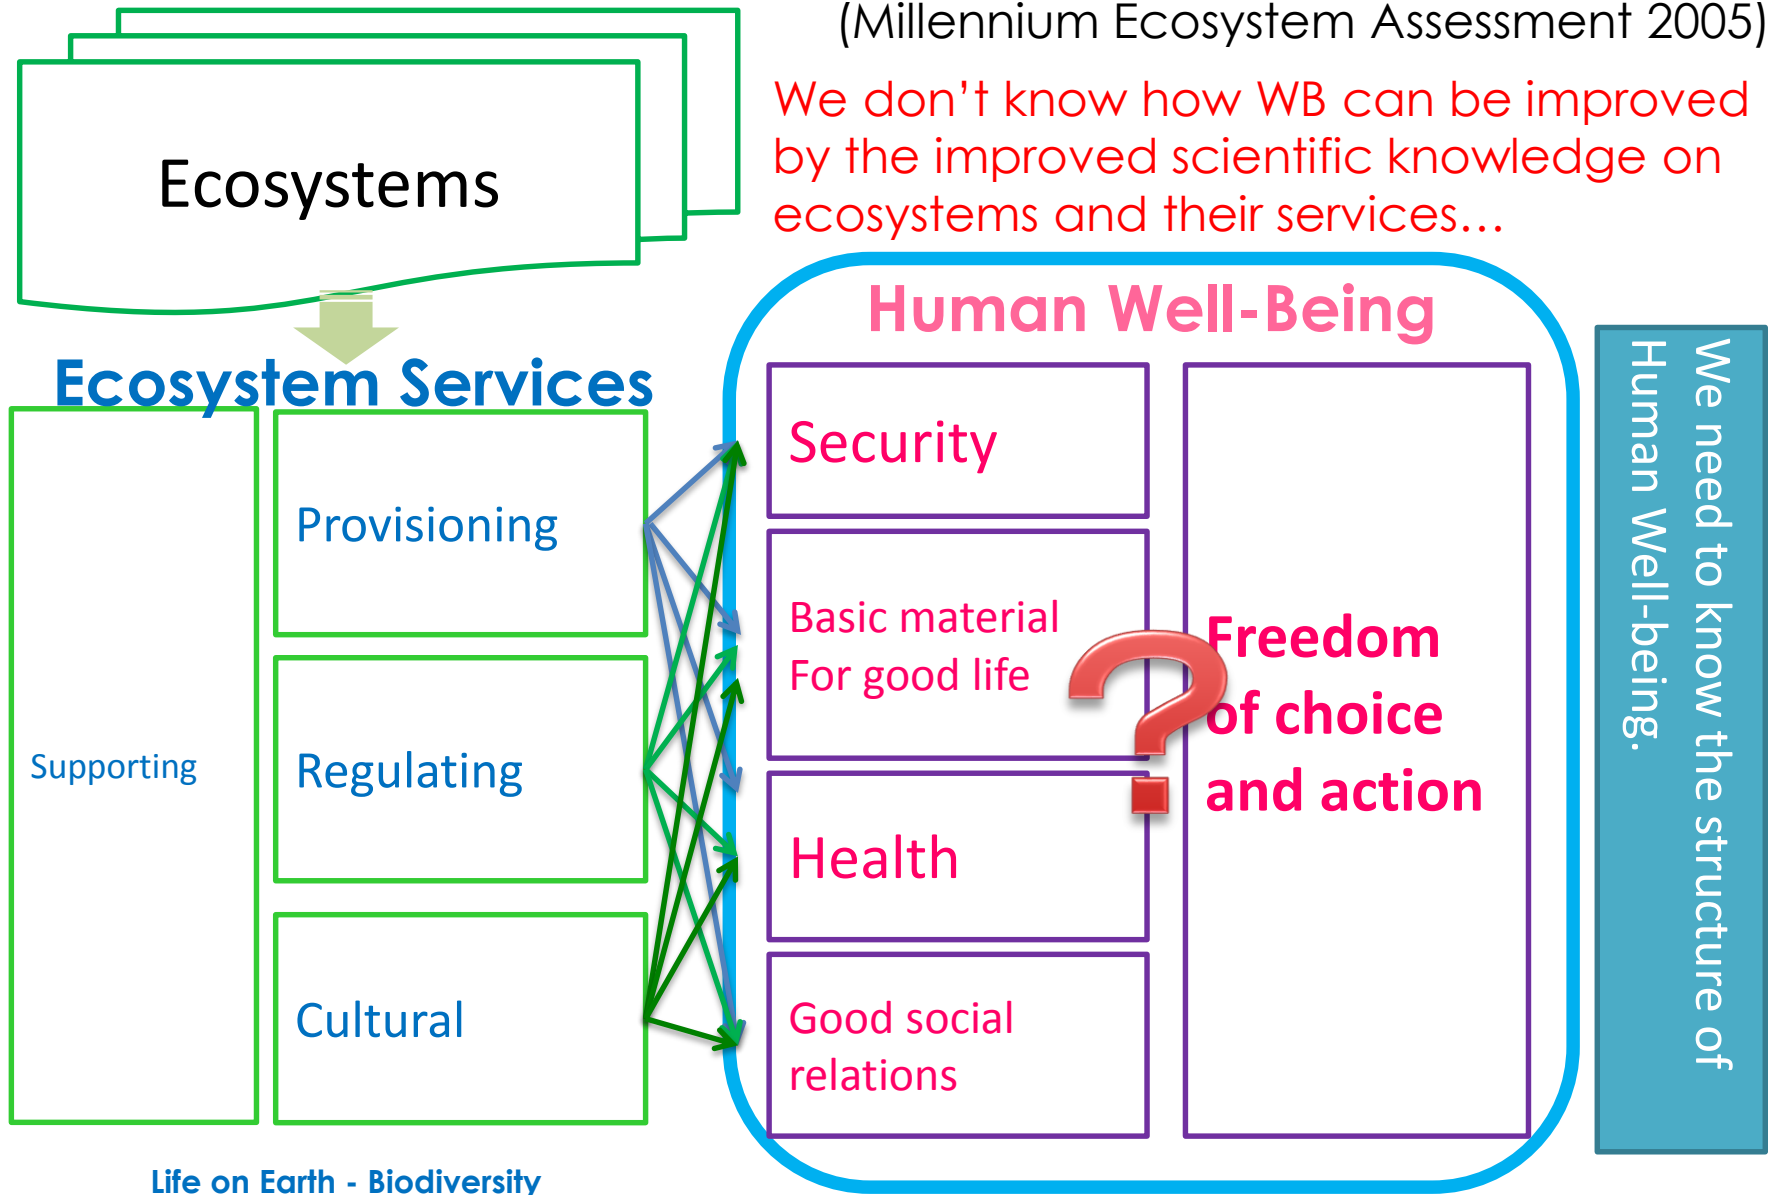 (Millennium Ecosystem Assessment 2005)
We don’t know how WB can be improved
by the improved scientific knowledge on
ecosystems and their services…
Ecosystems
Ecosystem Services
Supporting
Provisioning
Regulating
Cultural
Life on Earth - Biodiversity
Human Well-Being
Security
Basic material
For good life
Health
Good social
relations
?
Freedom
of choice
and action
We need to know the structure of
Human Well-being.